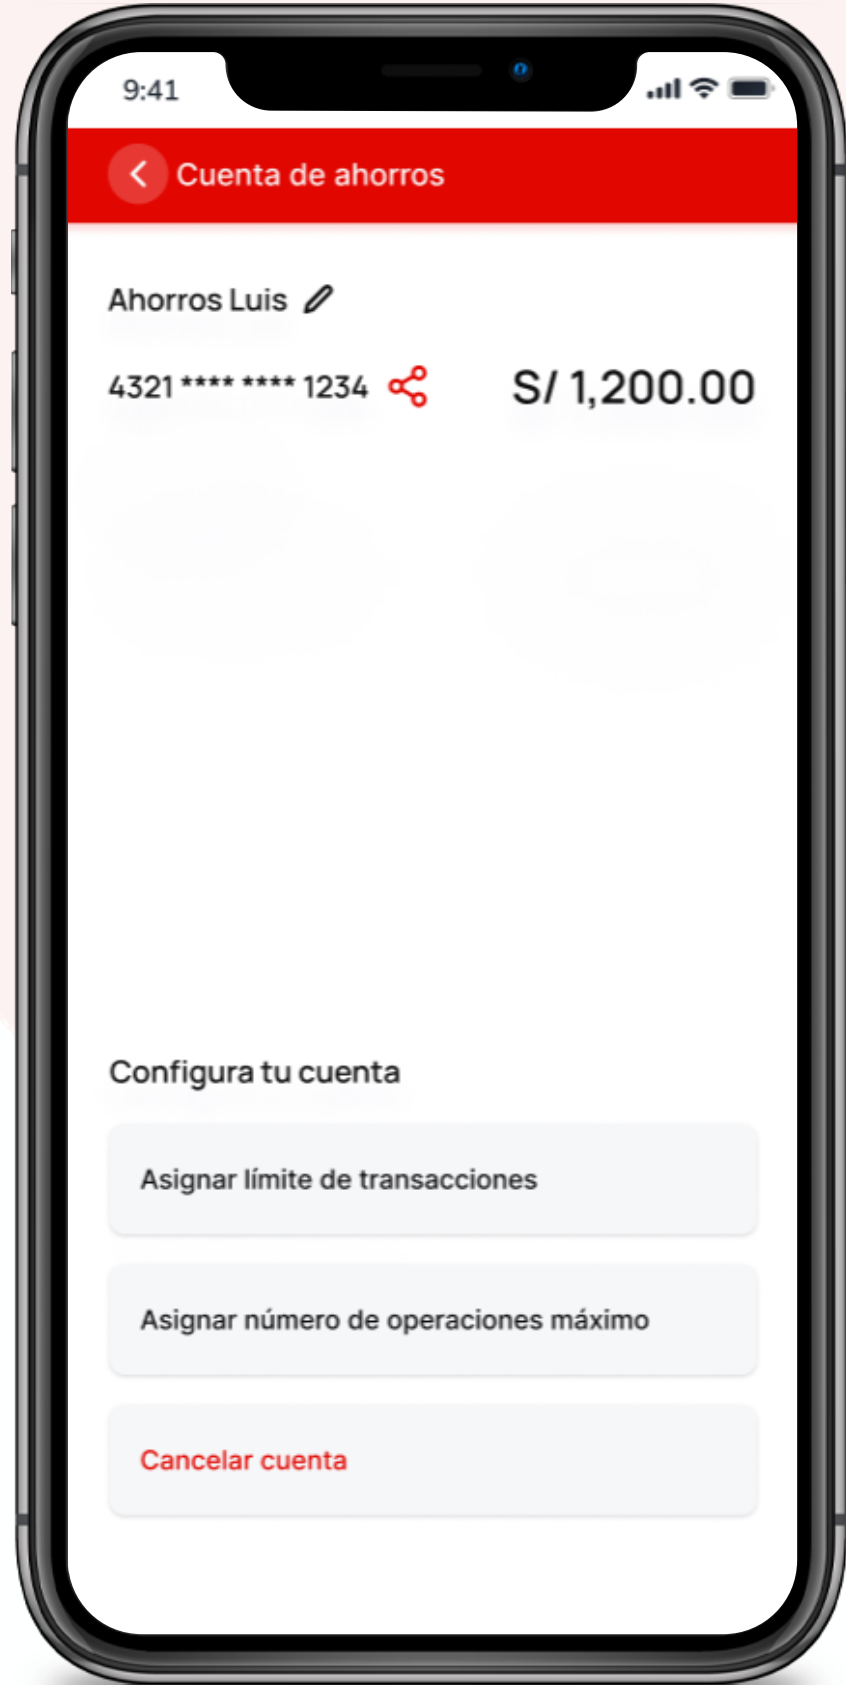 9:41
Cuenta de ahorros
Ahorros Luis
4321 **** **** 1234 S/ 1,200.00
Configura tu cuenta
Asignar límite de transacciones
Asignar número de operaciones máximo
Cancelar cuenta